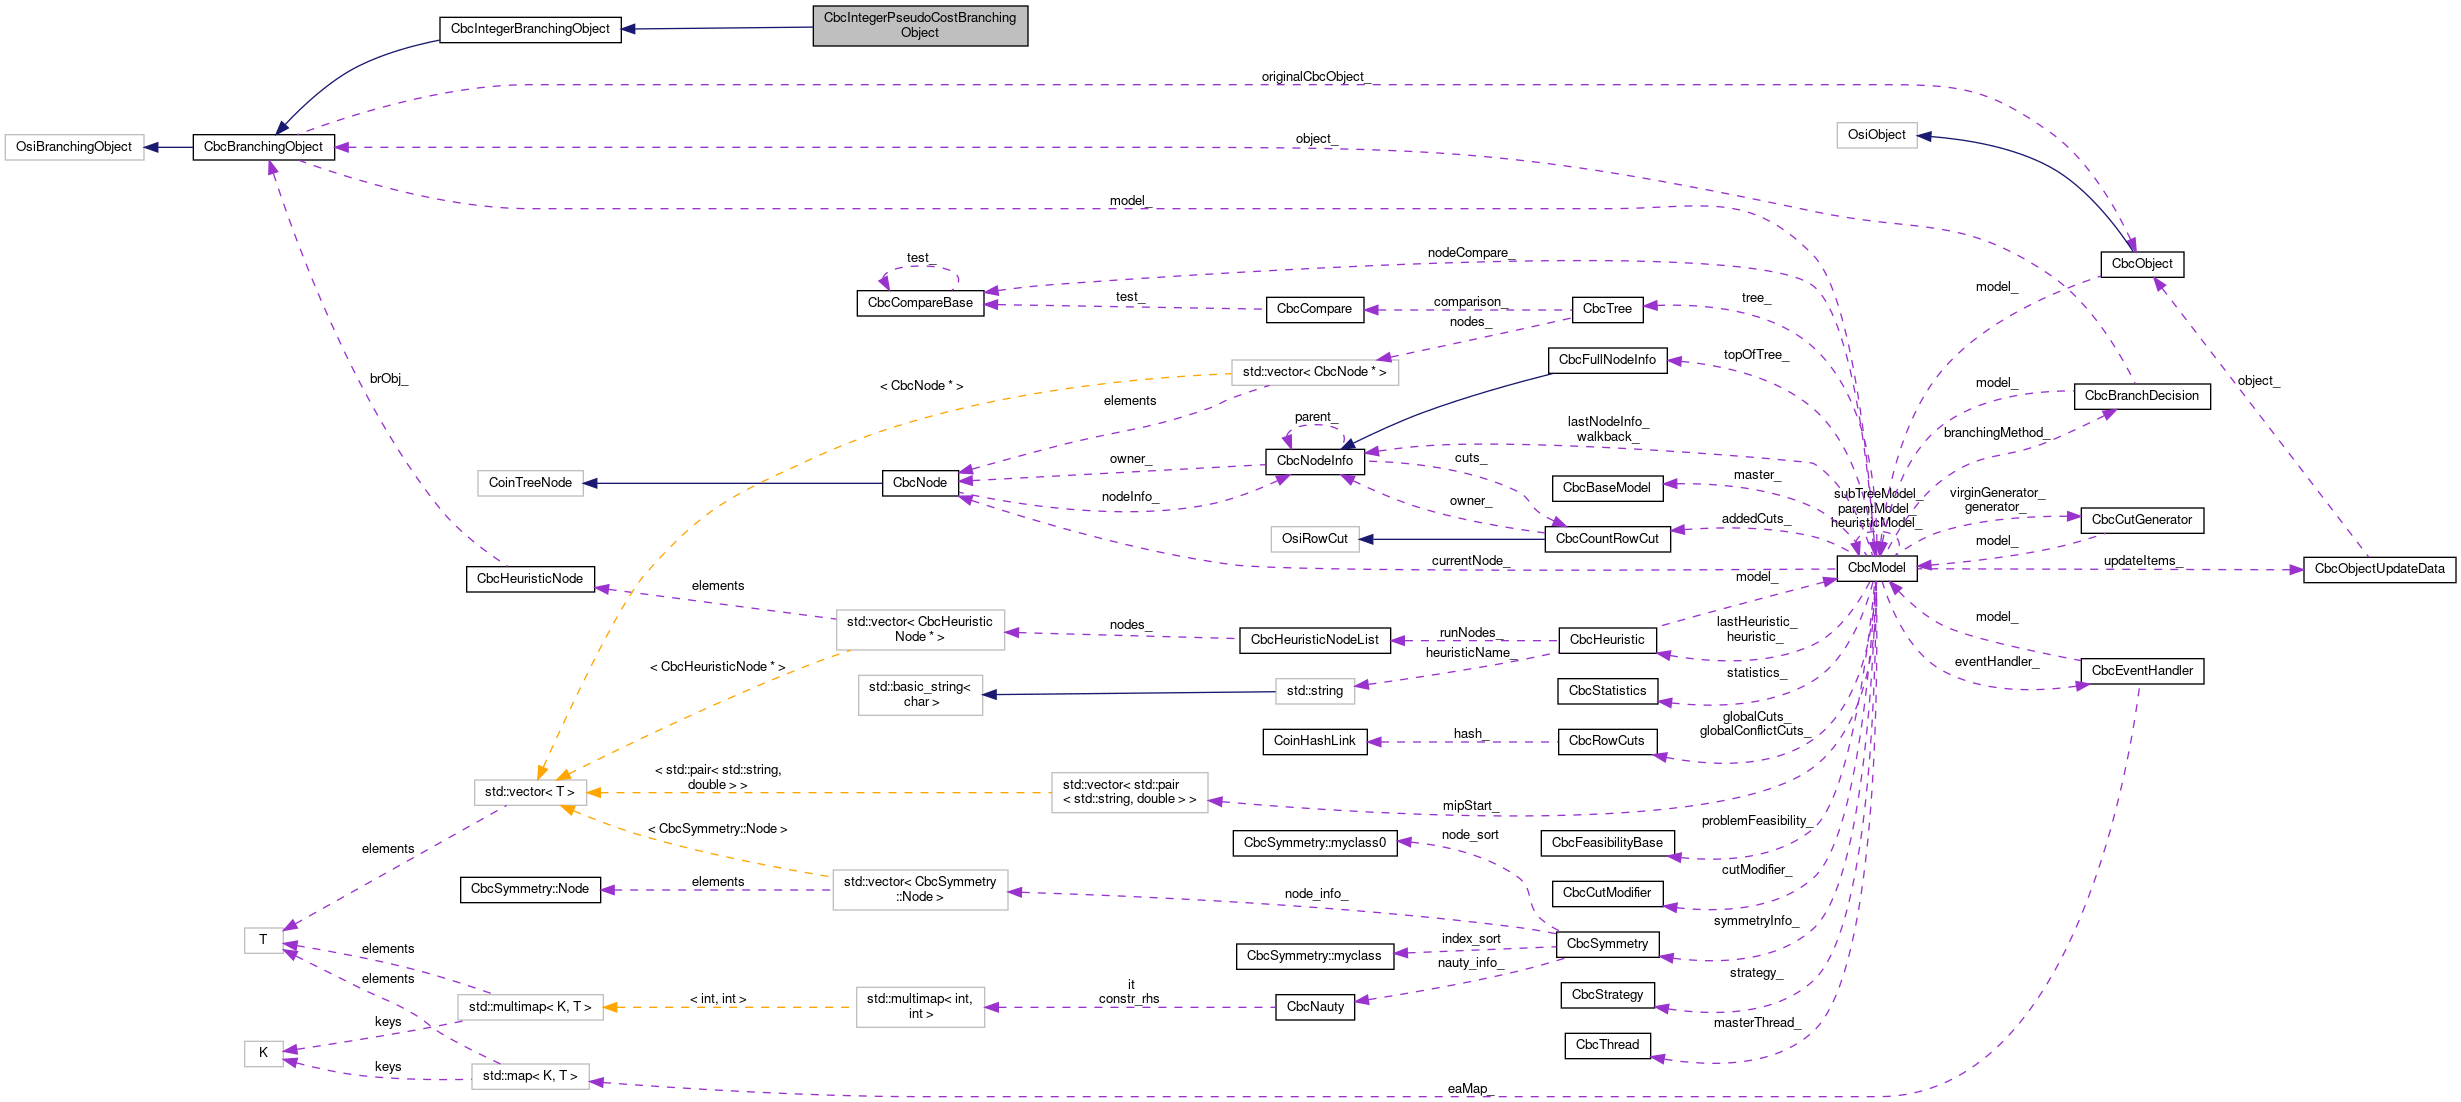 CbcIntegerPseudoCostBranching
Object
CbcIntegerBranchingObject
originalCbcObject_
OsiBranchingObject
CbcBranchingObject
object_
OsiObject
model_
nodeCompare_
test_
CbcCompareBase
test_
CbcCompare
comparison_
CbcTree
tree_
nodes_
model_
CbcObject
std::vector< CbcNode * >
CbcFullNodeInfo
topOfTree_
brObj_
< CbcNode * >
elements
parent_
lastNodeInfo_
walkback_
model_
CbcBranchDecision
object_
branchingMethod_
CoinTreeNode
CbcNode
owner_
nodeInfo_
CbcNodeInfo
cuts_
owner_
CbcBaseModel
master_
subTreeModel_
parentModel_
heuristicModel_
virginGenerator_
generator_
CbcCutGenerator
OsiRowCut
CbcCountRowCut
addedCuts_
model_
currentNode_
CbcModel
updateItems_
CbcObjectUpdateData
CbcHeuristicNode
elements
std::vector< CbcHeuristic
Node * >
nodes_
CbcHeuristicNodeList
runNodes_
heuristicName_
CbcHeuristic
model_
lastHeuristic_
heuristic_
model_
eventHandler_
CbcEventHandler
< CbcHeuristicNode * >
std::basic_string<
char >
std::string
CbcStatistics
statistics_
CoinHashLink
hash_
CbcRowCuts
globalCuts_
globalConflictCuts_
std::vector< T >
< std::pair< std::string,
double > >
std::vector< std::pair
< std::string, double > >
mipStart_
< CbcSymmetry::Node >
elements
CbcSymmetry::myclass0
node_sort
CbcFeasibilityBase
problemFeasibility_
CbcSymmetry::Node
elements
std::vector< CbcSymmetry
::Node >
node_info_
CbcCutModifier
cutModifier_
T
elements
elements
CbcSymmetry::myclass
index_sort
nauty_info_
CbcSymmetry
symmetryInfo_
std::multimap< K, T >
< int, int >
std::multimap< int,
int >
it
constr_rhs
CbcNauty
CbcStrategy
strategy_
keys
K
keys
std::map< K, T >
CbcThread
masterThread_
eaMap_